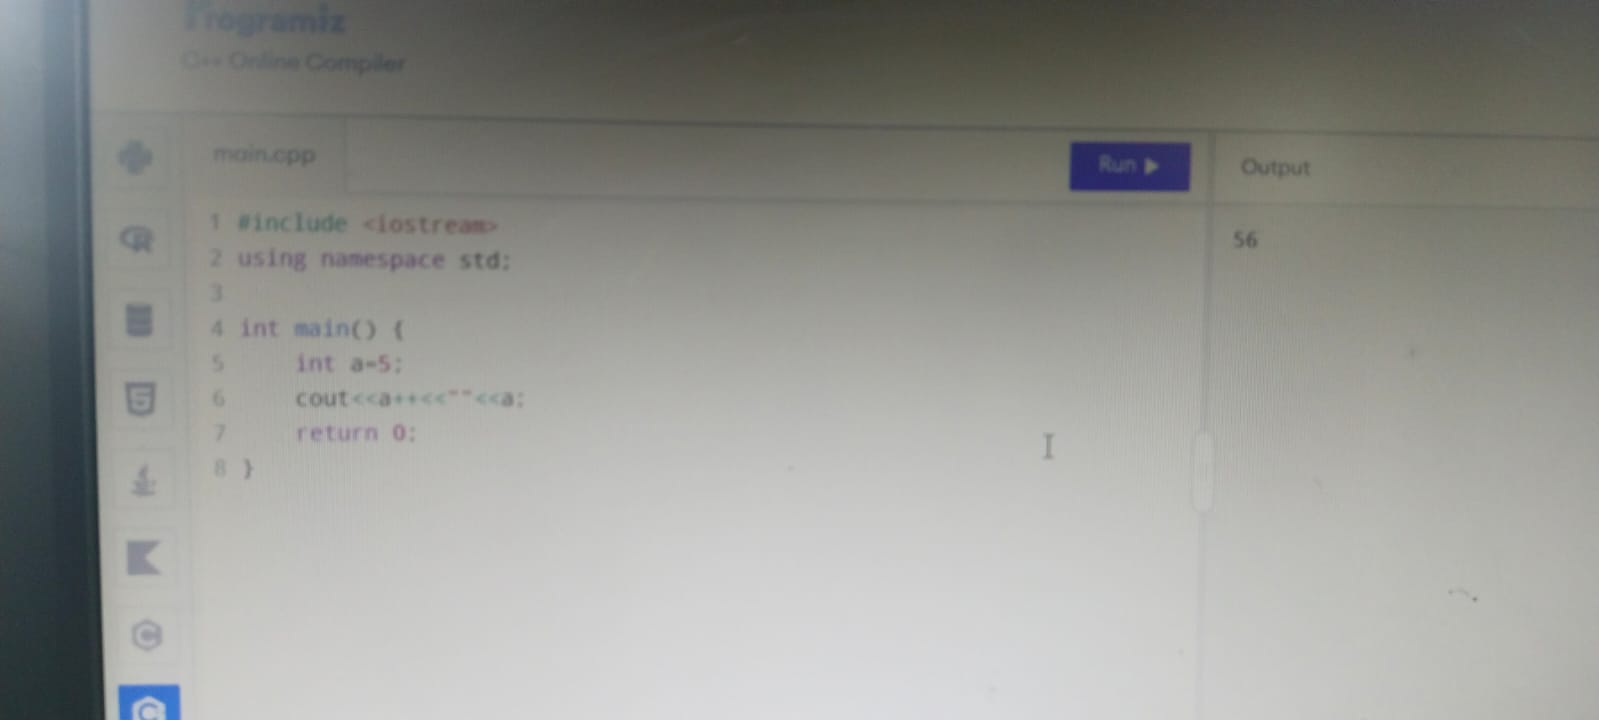 Programiz
C++ Online Compiler
main.cpp
Run
Output
1 #include <iostream>
2 using namespace std;
3
4 int main() {
5 int a=5;
6 cout<<a++<<""<<a;
7 return 0;
8 }
56